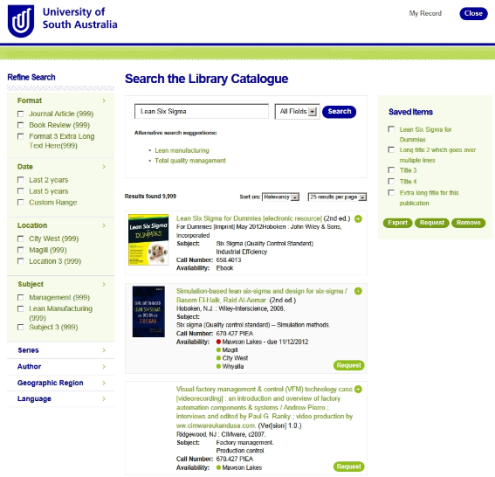 University of
South Australia
My Record
Close
Refine Search
Format
Journal Article (999)
Book Review (999)
Format 3 Extra Long
Text Here(999)
Date
Last 2 years
Last 5 years
Custom Range
Location
City West (999)
Magill (999)
Location 3 (999)
Subject
Management (999)
Lean Manufacturing
(999)
Subject 3 (999)
Series
Author
Geographic Region
Language
Search the Library Catalogue
Lean Six Sigma
All Fields
Search
Alternative search suggestions:
• Lean manufacturing
• Total quality management
Results found 9,999
Sort on: Relevancy
25 results per page
Lean Six Sigma
DUMMIES
Lean Six Sigma for Dummies [electronic resource] (2nd ed.)
For Dummies [Imprint] May 2012Hoboken : John Wiley & Sons,
Incorporated
Subject: Six Sigma (Quality Control Standard)
Industrial Efficiency
Call Number: 658.4013
Availability: Ebook
Simulation-based lean six-sigma and design for six-sigma /
Basem El-Haik, Raid Al-Aomar. (2nd ed.)
Hoboken, N.J. : Wiley-Interscience, 2006.
Subject:
Six sigma (Quality control standard) -- Simulation methods.
Call Number: 670.427 PIEA
Availability: Mawson Lakes - due 11/12/2012
Magill
City West
Whyalla
Request
Visual factory management & control (VFM) technology case
[videorecording] : an introduction and overview of factory
automation components & systems / Andrew Pierro ;
interviews and edited by Paul G. Ranky ; video production by
ww.cimwareukandusa.com. (Ver[sion] 1.0.)
Ridgewood, NJ : CIMware, c2007.
Subject: Factory management.
Production control
Call Number: 670.427 PIEA
Availability: Mawson Lakes
Request
Saved Items
Lean Six Sigma for
Dummies
Long title 2 which goes over
multiple lines
Title 3
Title 4
Extra long title for this
publication
Export
Request
Remove